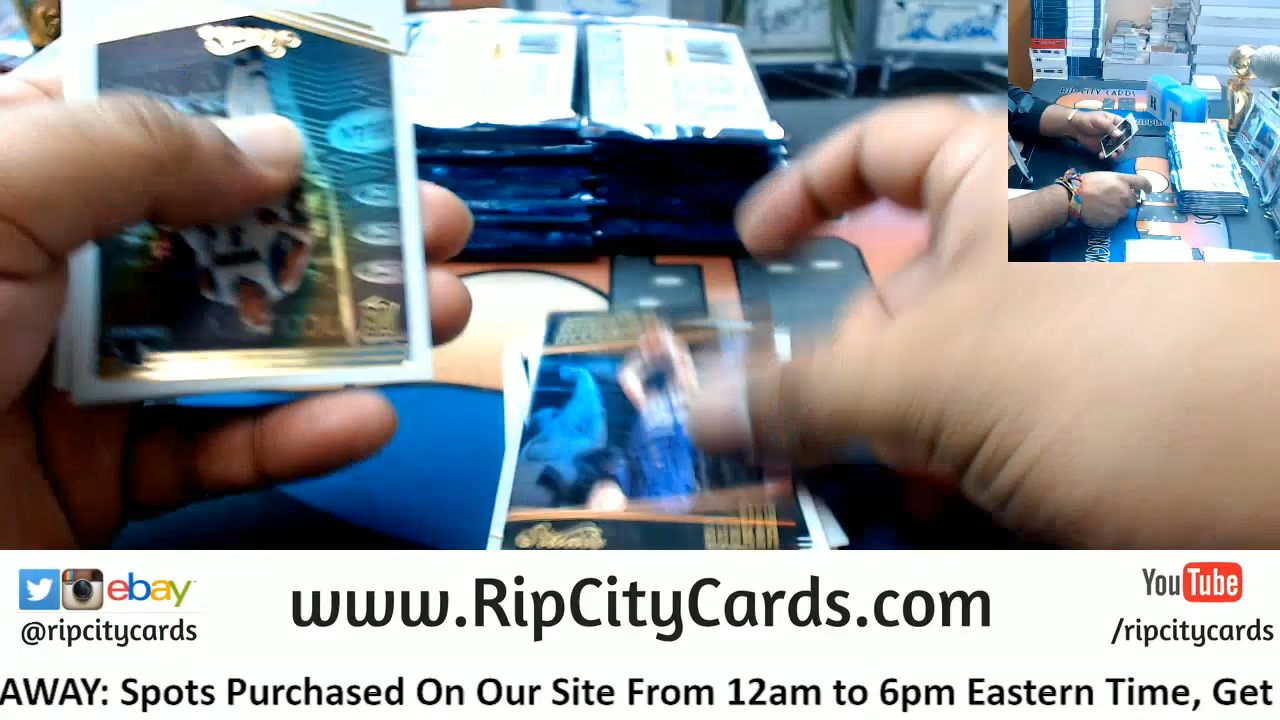 RIP CITY CARDS
ebay
@ripcitycards
www.RipCityCards.com
YouTube
/ripcitycards
AWAY: Spots Purchased On Our Site From 12am to 6pm Eastern Time, Get